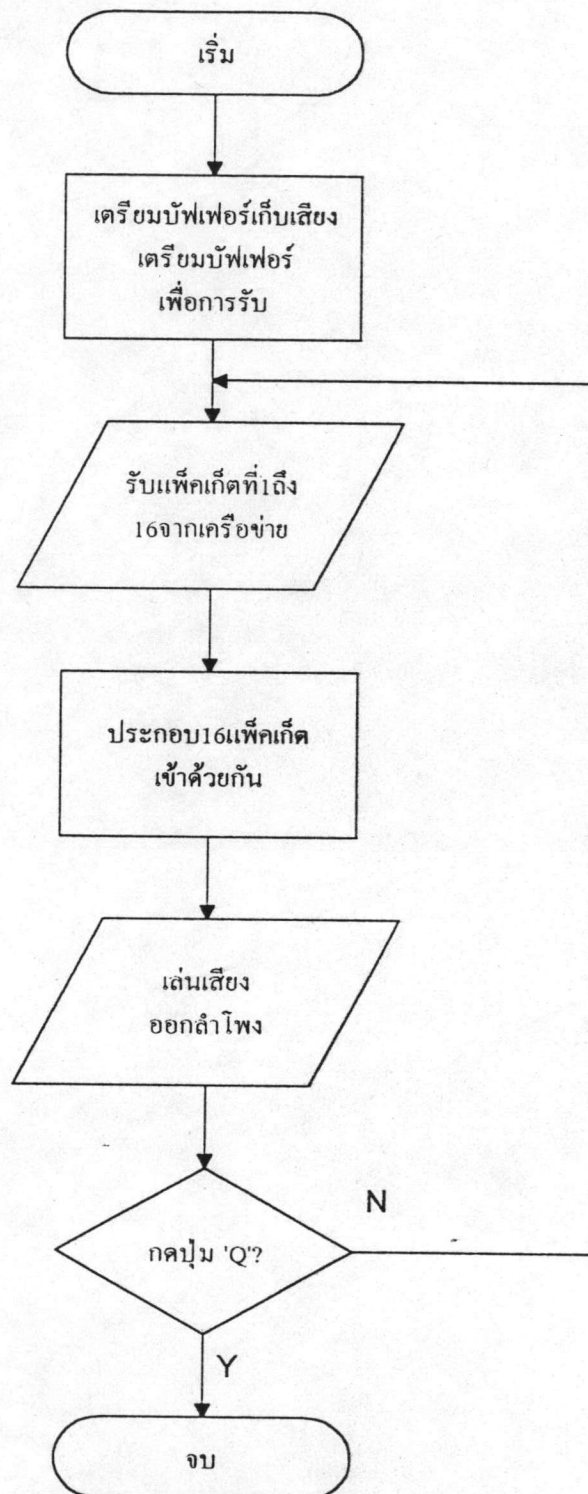 เริ่ม
เตรียมบัฟเฟอร์เก็บเสียง
เตรียมบัฟเฟอร์
เพื่อการรับ
รับแพ็คเก็ตที่1ถึง
16จากเครือข่าย
ประกอบ16แพ็คเก็ต
เข้าด้วยกัน
เล่นเสียง
ออกลำโพง
N
กดปุ่ม 'Q'?
Y
จบ